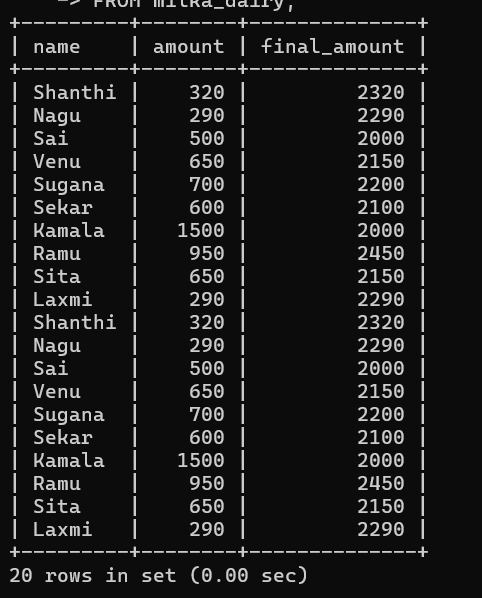 -> FROM milka_dairy;
+---------+--------+--------------+
| name    | amount | final_amount |
+---------+--------+--------------+
| Shanthi |    320 |         2320 |
| Nagu    |    290 |         2290 |
| Sai     |    500 |         2000 |
| Venu    |    650 |         2150 |
| Sugana  |    700 |         2200 |
| Sekar   |    600 |         2100 |
| Kamala  |   1500 |         2000 |
| Ramu    |    950 |         2450 |
| Sita    |    650 |         2150 |
| Laxmi   |    290 |         2290 |
| Shanthi |    320 |         2320 |
| Nagu    |    290 |         2290 |
| Sai     |    500 |         2000 |
| Venu    |    650 |         2150 |
| Sugana  |    700 |         2200 |
| Sekar   |    600 |         2100 |
| Kamala  |   1500 |         2000 |
| Ramu    |    950 |         2450 |
| Sita    |    650 |         2150 |
| Laxmi   |    290 |         2290 |
+---------+--------+--------------+
20 rows in set (0.00 sec)